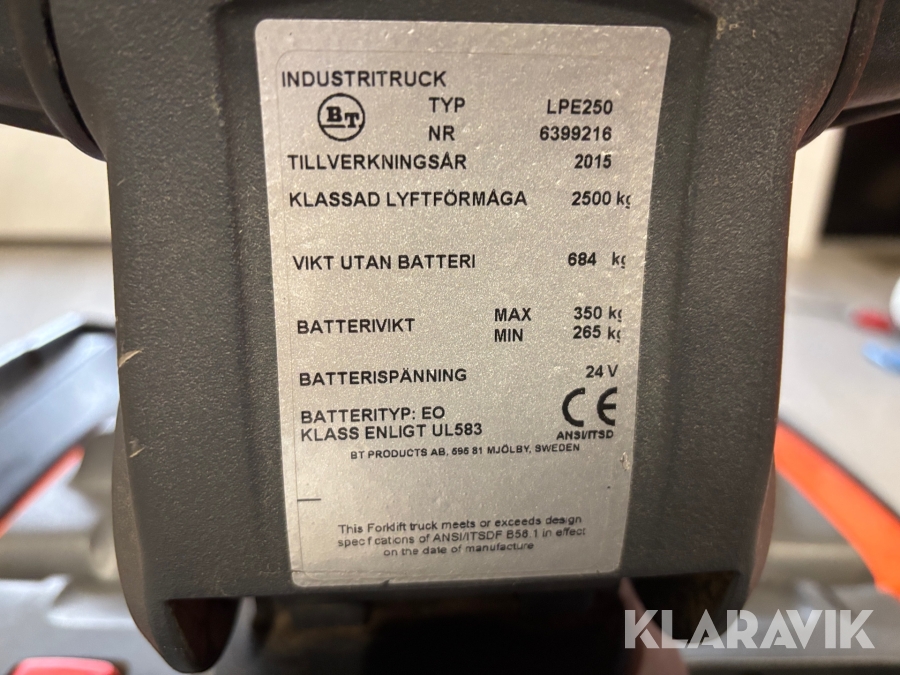 INDUSTRITRUCK
BT TYP LPE250
NR 6399216
TILLVERKNINGSÅR 2015
KLASSAD LYFTFÖRMÅGA 2500 kg
VIKT UTAN BATTERI 684 kg
BATTERIVIKT MAX 350 kg
MIN 265 kg
BATTERISPÄNNING 24 V
BATTERITYP: EO
KLASS ENLIGT UL583
CE
ANSI/ITSD
BT PRODUCTS AB, 595 81 MJÖLBY, SWEDEN
This Forklift truck meets or exceeds design
specifications of ANSI/ITSDF B56.1 in effect
on the date of manufacture
KLARAVIK